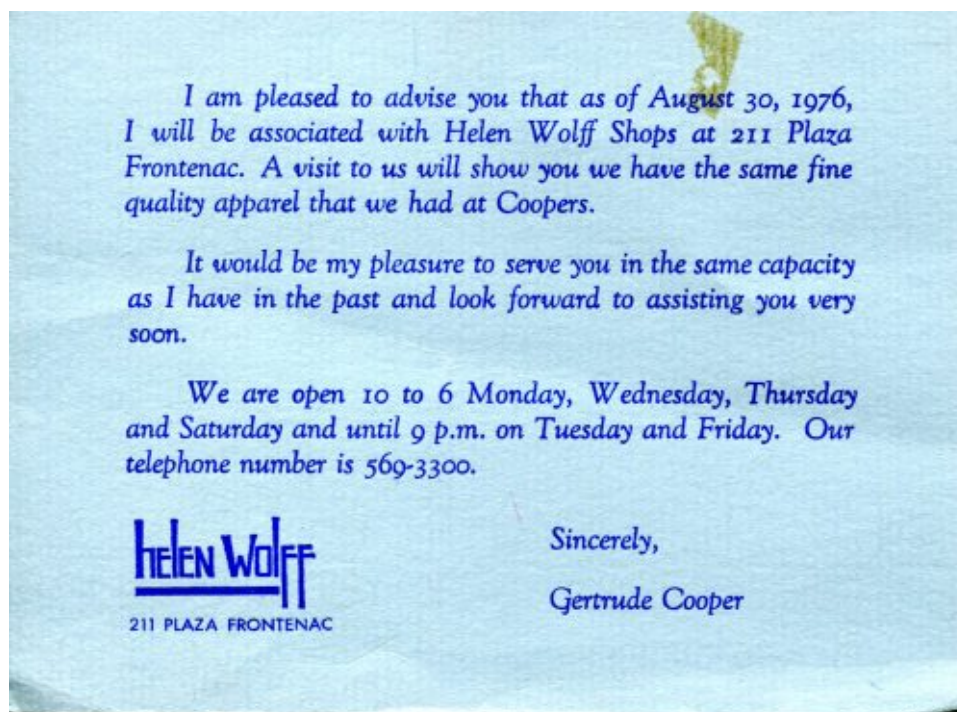 I am pleased to advise you that as of August 30, 1976,
I will be associated with Helen Wolff Shops at 211 Plaza
Frontenac. A visit to us will show you we have the same fine
quality apparel that we had at Coopers.
It would be my pleasure to serve you in the same capacity
as I have in the past and look forward to assisting you very
soon.
We are open 10 to 6 Monday, Wednesday, Thursday
and Saturday and until 9 p.m. on Tuesday and Friday. Our
telephone number is 569-3300.
Sincerely,
Gertrude Cooper
helen Wolff
211 PLAZA FRONTENAC